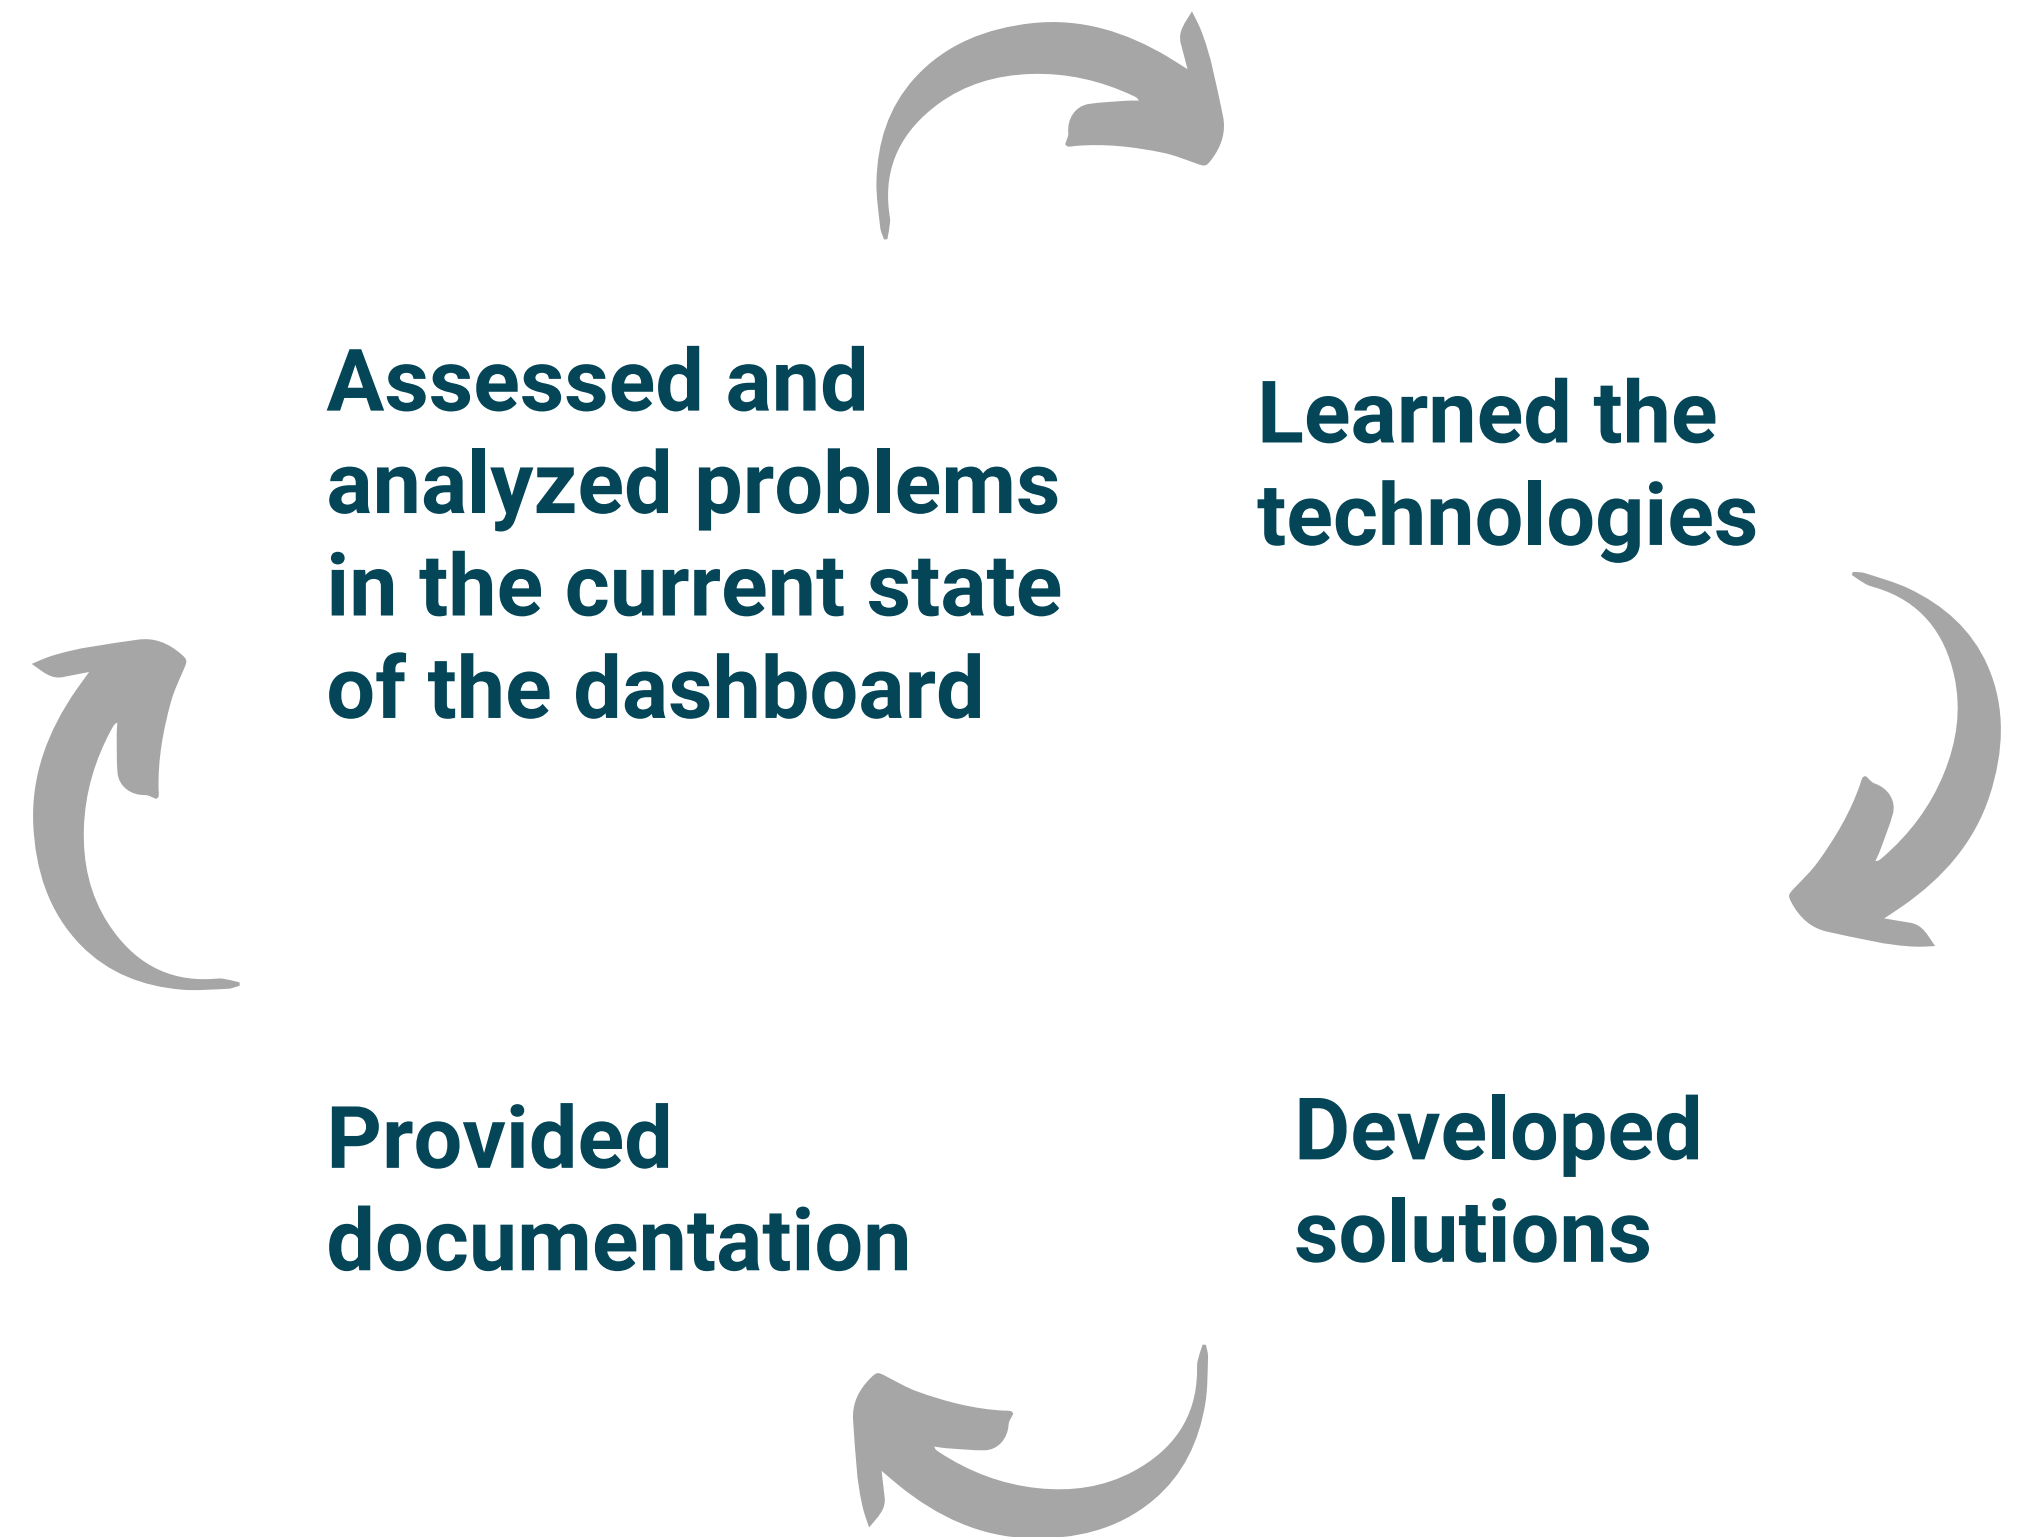 Assessed and
analyzed problems
in the current state
of the dashboard
Learned the
technologies
Developed
solutions
Provided
documentation